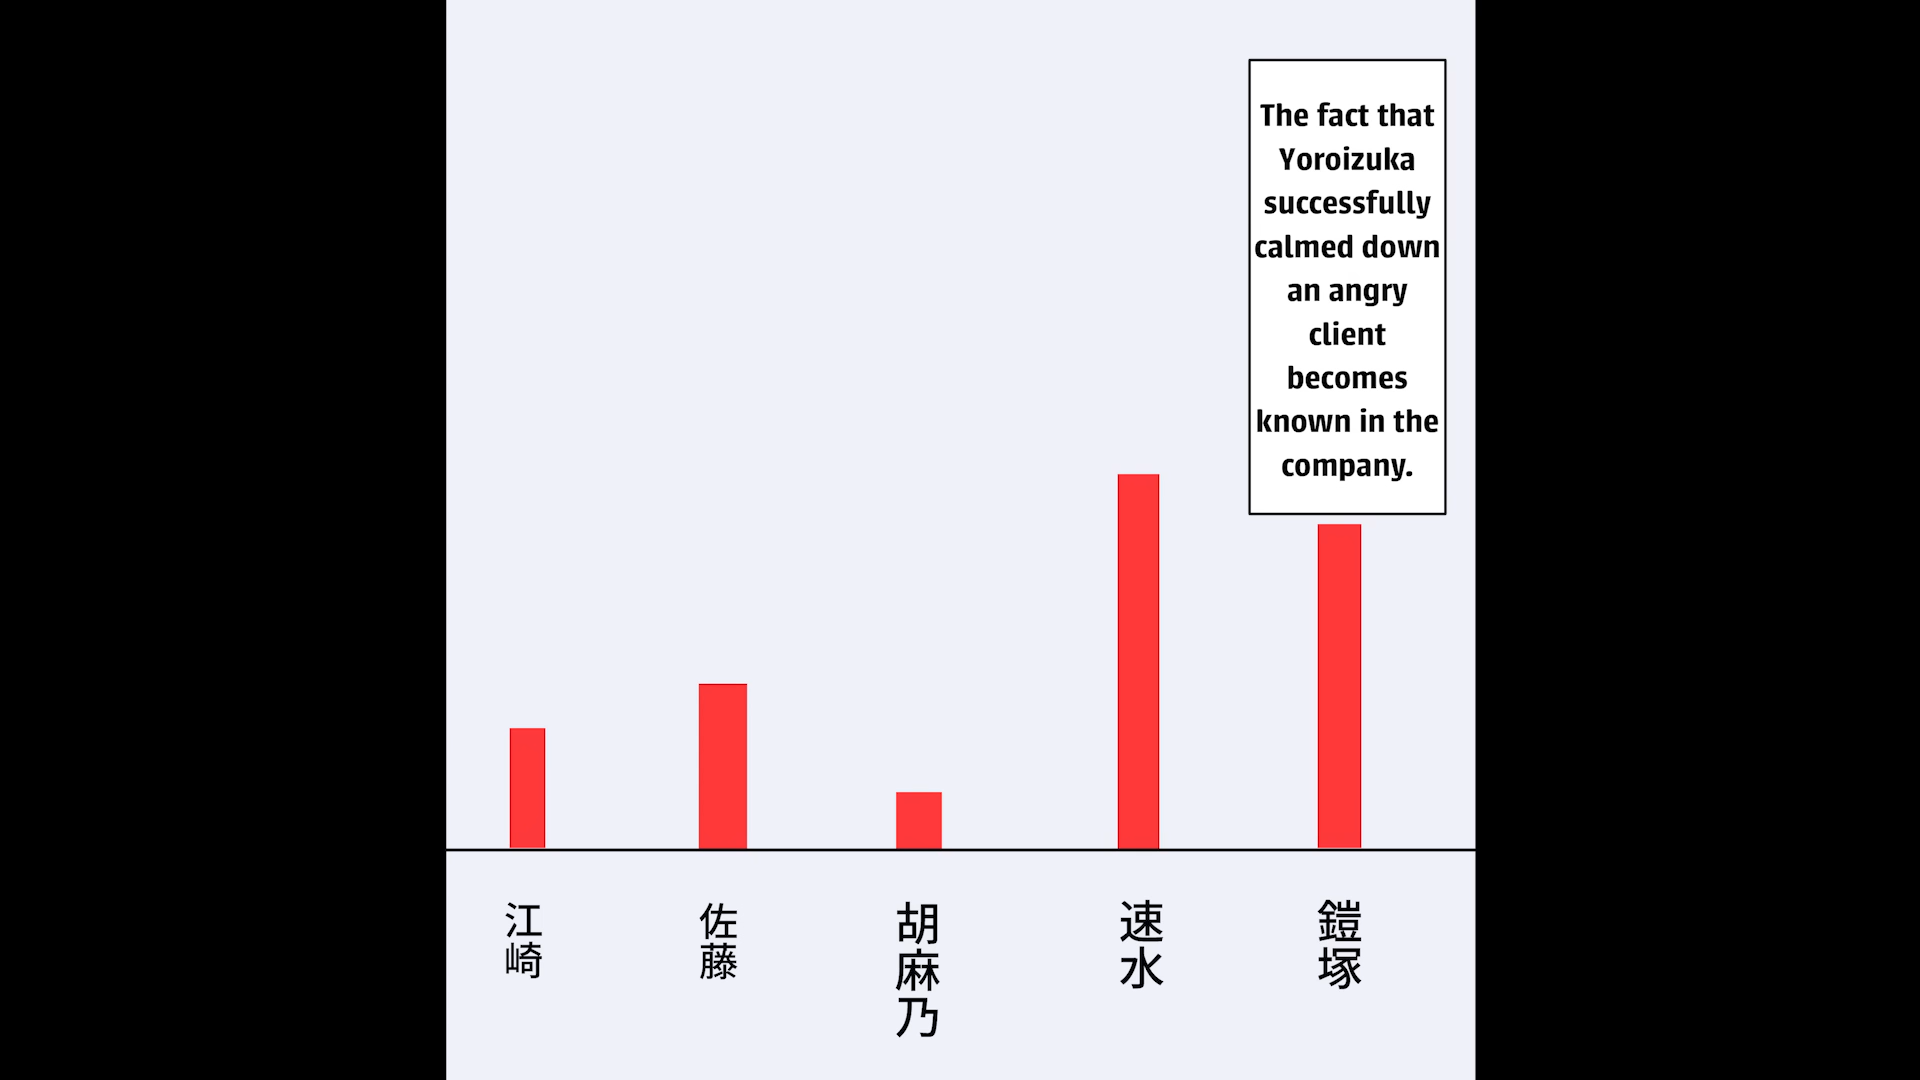 The fact that
Yoroizuka
successfully
calmed down
an angry
client
becomes
known in the
company.
江崎
佐藤
胡麻乃
速水
鎧塚